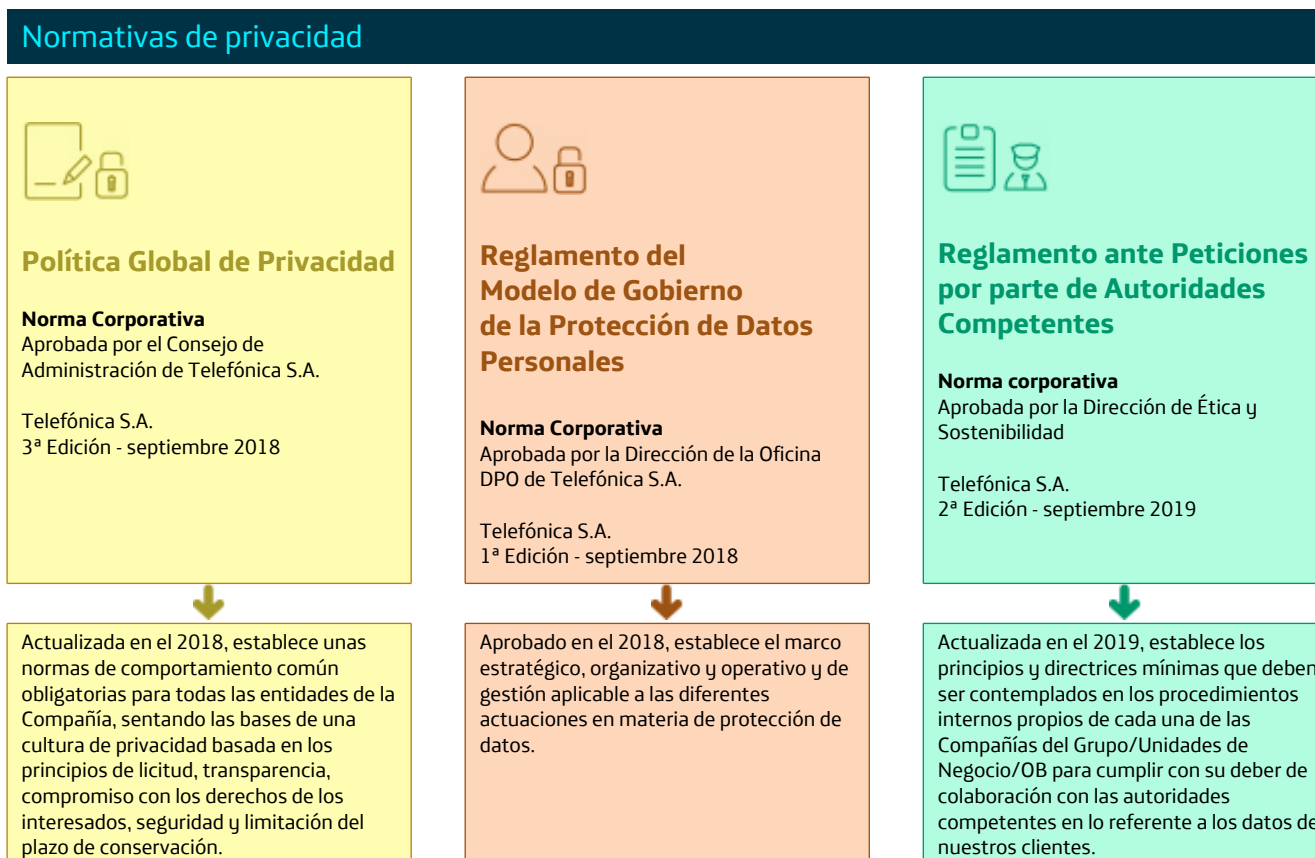 Normativas de privacidad
Política Global de Privacidad
Norma Corporativa
Aprobada por el Consejo de
Administración de Telefónica S.A.
Telefónica S.A.
3ª Edición - septiembre 2018
Actualizada en el 2018, establece unas
normas de comportamiento común
obligatorias para todas las entidades de la
Compañía, sentando las bases de una
cultura de privacidad basada en los
principios de licitud, transparencia,
compromiso con los derechos de los
interesados, seguridad y limitación del
plazo de conservación.
Reglamento del
Modelo de Gobierno
de la Protección de Datos
Personales
Norma Corporativa
Aprobada por la Dirección de la Oficina
DPO de Telefónica S.A.
Telefónica S.A.
1ª Edición - septiembre 2018
Aprobado en el 2018, establece el marco
estratégico, organizativo y operativo y de
gestión aplicable a las diferentes
actuaciones en materia de protección de
datos.
Reglamento ante Peticiones
por parte de Autoridades
Competentes
Norma corporativa
Aprobada por la Dirección de Ética y
Sostenibilidad
Telefónica S.A.
2ª Edición - septiembre 2019
Actualizada en el 2019, establece los
principios y directrices mínimas que deben
ser contemplados en los procedimientos
internos propios de cada una de las
Compañías del Grupo/Unidades de
Negocio/OB para cumplir con su deber de
colaboración con las autoridades
competentes en lo referente a los datos de
nuestros clientes.